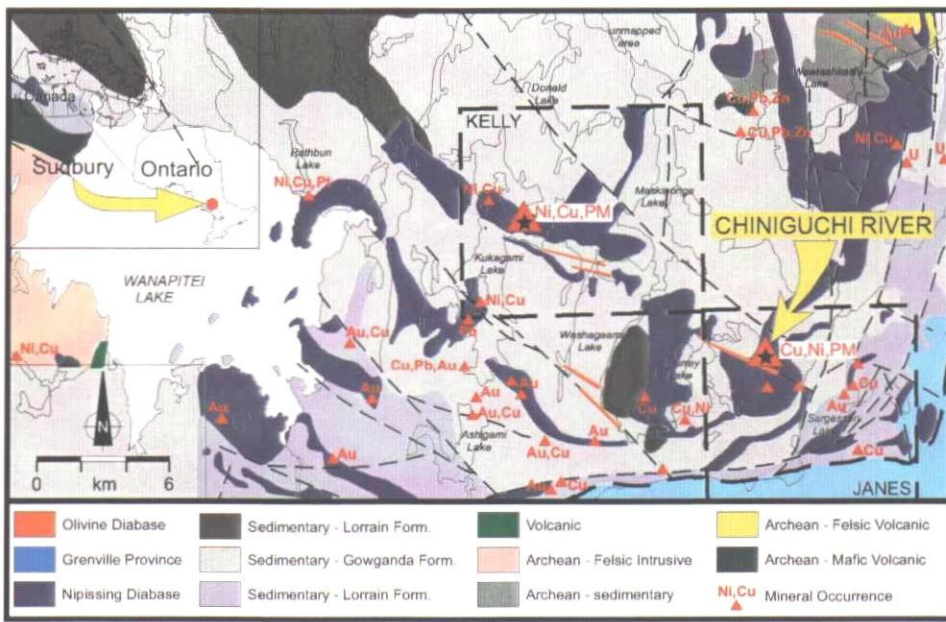 unmapped
area
Donald
Lake
Au
Canada
KELLY
Cu,Pb,Zn
Cu,Pb,Zn
Rathbun
Lake
Ni,Cu
U
U
Sudbury
Ontario
Ni,Cu,Pt
Ni,Cu
Ni,Cu,PM
Maskinonge
Lake
CHINIGUCHI RIVER
Kukagami
Lake
WANAPITEI
LAKE
Ni,Cu
Au,Cu
Ni,Cu
Cu,Ni,PM
Cu,Pb,Au
Au
Au
Au
Cu
Cu
Au
Au
Au,Cu
Cu,Ni
N
Ashigami
Lake
Au
Au,Cu
Au
Lake
Cu
0
km
6
Au
Cu
JANES
Olivine Diabase
Sedimentary - Lorrain Form.
Volcanic
Archean - Felsic Volcanic
Grenville Province
Sedimentary - Gowganda Form.
Archean - Felsic Intrusive
Archean - Mafic Volcanic
Nipissing Diabase
Sedimentary - Lorrain Form.
Archean - sedimentary
Ni,Cu
Mineral Occurrence